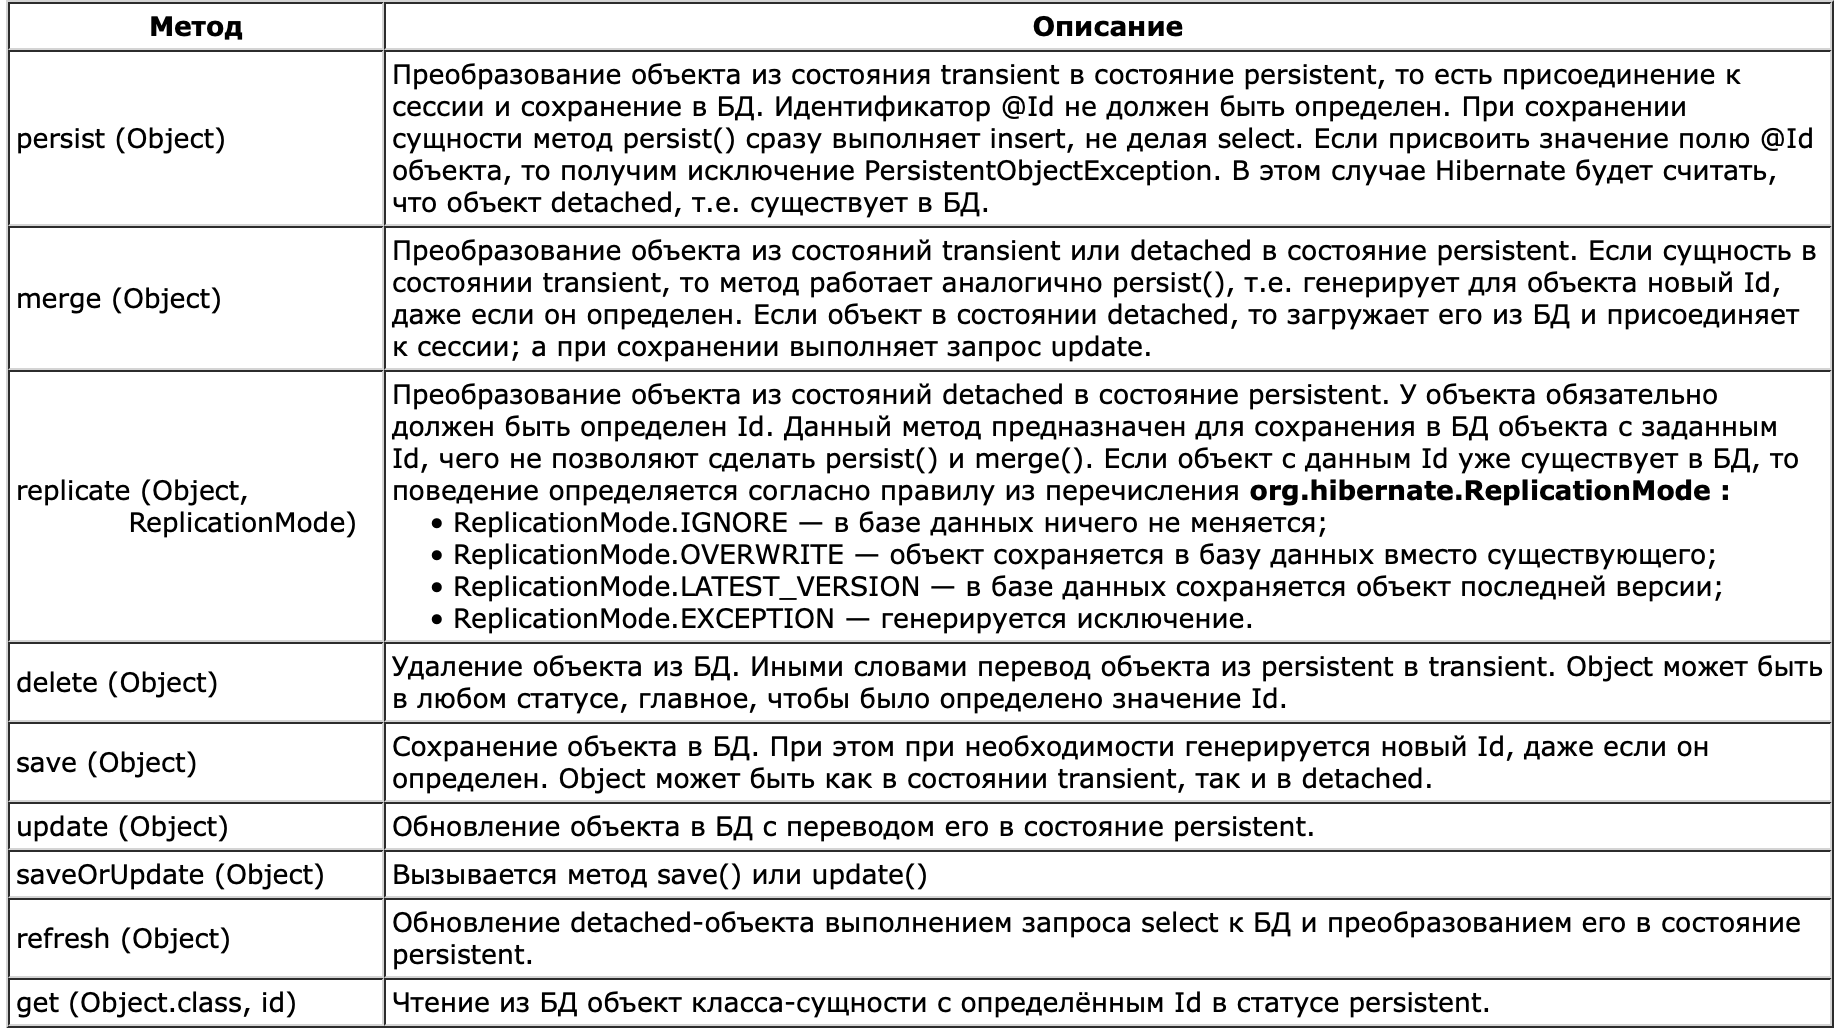 Метод
Описание
persist (Object)
Преобразование объекта из состояния transient в состояние persistent, то есть присоединение к
сессии и сохранение в БД. Идентификатор @Id не должен быть определен. При сохранении
сущности метод persist() сразу выполняет insert, не делая select. Если присвоить значение полю @Id
объекта, то получим исключение PersistentObjectException. В этом случае Hibernate будет считать,
что объект detached, т.е. существует в БД.
merge (Object)
Преобразование объекта из состояний transient или detached в состояние persistent. Если сущность в
состоянии transient, то метод работает аналогично persist(), т.е. генерирует для объекта новый Id,
даже если он определен. Если объект в состоянии detached, то загружает его из БД и присоединяет
к сессии; а при сохранении выполняет запрос update.
replicate (Object,
ReplicationMode)
Преобразование объекта из состояний detached в состояние persistent. У объекта обязательно
должен быть определен Id. Данный метод предназначен для сохранения в БД объекта с заданным
Id, чего не позволяют сделать persist() и merge(). Если объект с данным Id уже существует в БД, то
поведение определяется согласно правилу из перечисления org.hibernate.ReplicationMode :
• ReplicationMode.IGNORE — в базе данных ничего не меняется;
• ReplicationMode.OVERWRITE — объект сохраняется в базу данных вместо существующего;
• ReplicationMode.LATEST_VERSION — в базе данных сохраняется объект последней версии;
• ReplicationMode.EXCEPTION — генерируется исключение.
delete (Object)
Удаление объекта из БД. Иными словами перевод объекта из persistent в transient. Object может быть
в любом статусе, главное, чтобы было определено значение Id.
save (Object)
Сохранение объекта в БД. При этом при необходимости генерируется новый Id, даже если он
определен. Object может быть как в состоянии transient, так и в detached.
update (Object)
Обновление объекта в БД с переводом его в состояние persistent.
saveOrUpdate (Object)
Вызывается метод save() или update()
refresh (Object)
Обновление detached-объекта выполнением запроса select к БД и преобразованием его в состояние
persistent.
get (Object.class, id)
Чтение из БД объект класса-сущности с определённым Id в статусе persistent.